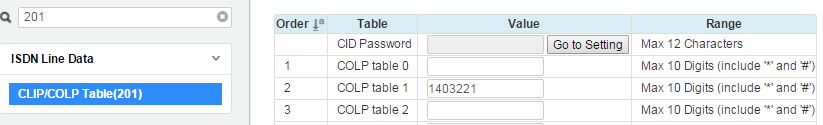 201
ISDN Line Data
CLIP/COLP Table(201)
Order Table Value Range
CID Password Go to Setting Max 12 Characters
1 COLP table 0 Max 10 Digits (include '*' and '#')
2 COLP table 1 1403221 Max 10 Digits (include '*' and '#')
3 COLP table 2 Max 10 Digits (include '*' and '#')